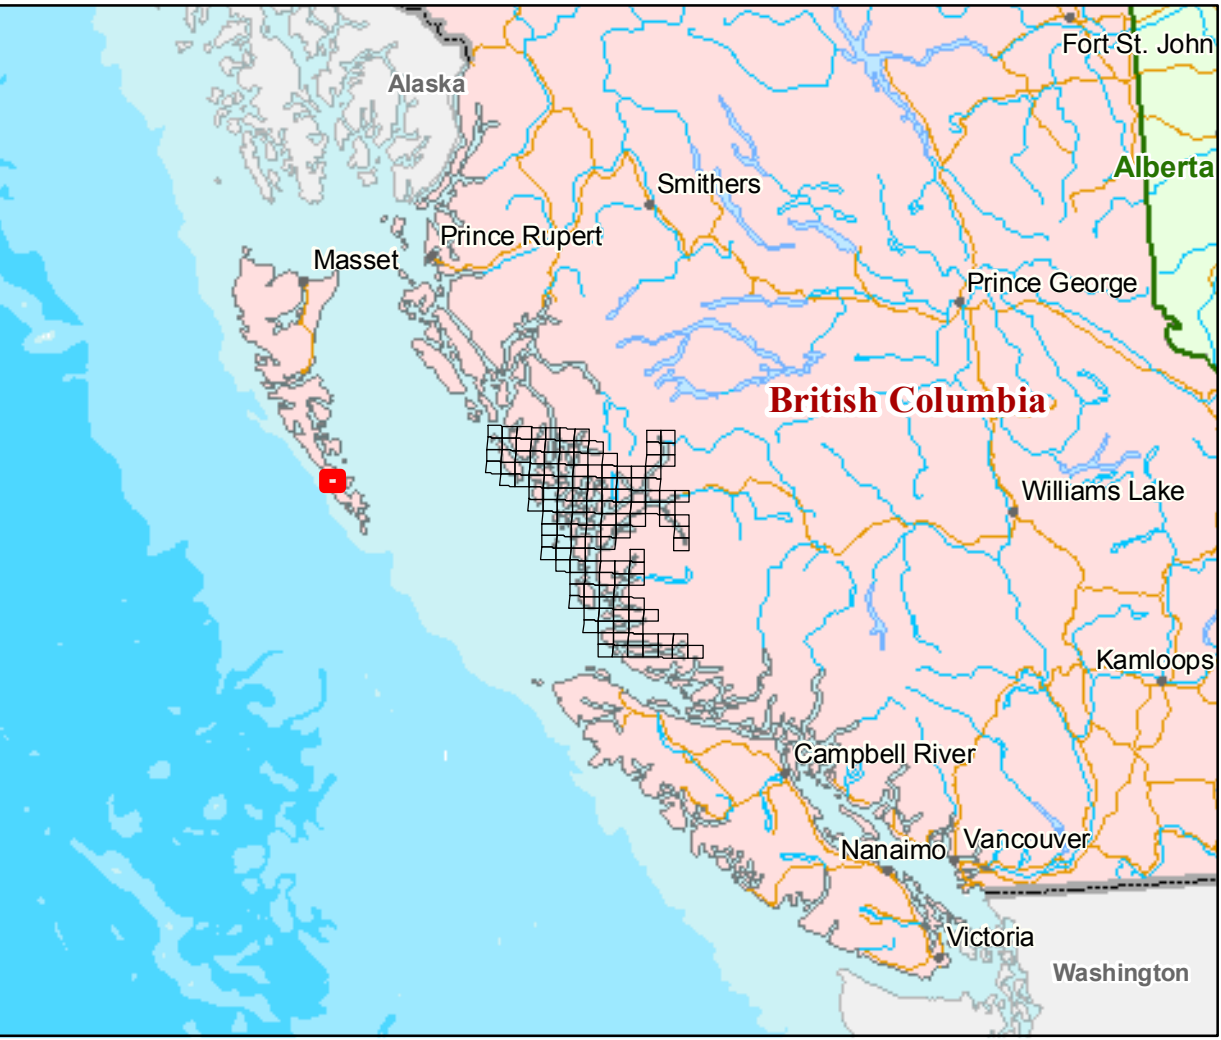 Fort St. John
Alaska
Alberta
Smithers
Prince Rupert
Masset
Prince George
British Columbia
Williams Lake
Kamloops
Campbell River
Vancouver
Nanaimo
Victoria
Washington